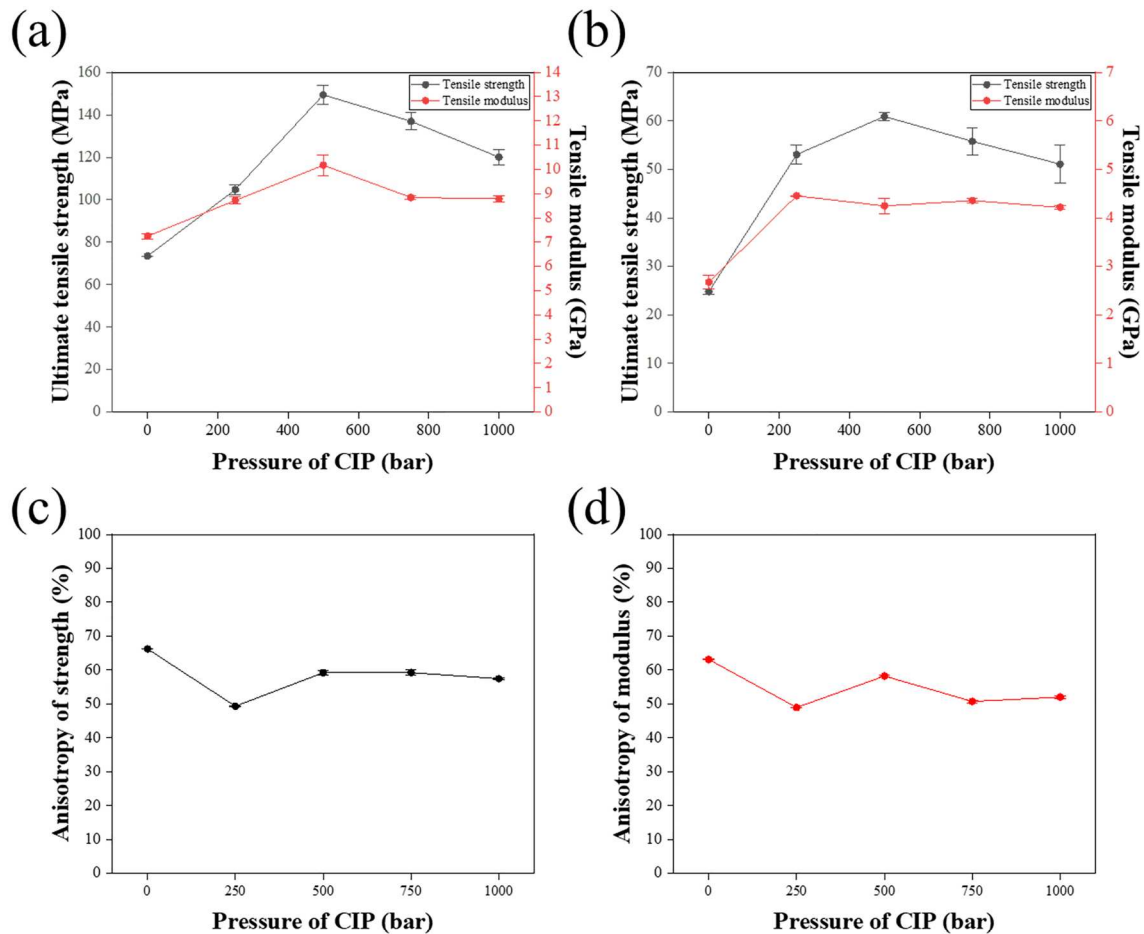 (a)
Ultimate tensile strength (MPa)
160
140
120
100
80
60
40
20
0
Tensile strength
Tensile modulus
14
13
12
11
10
9
8
7
6
5
4
3
2
1
0
Tensile modulus (GPa)
0 200 400 600 800 1000
Pressure of CIP (bar)
(b)
Ultimate tensile strength (MPa)
70
60
50
40
30
20
10
0
Tensile strength
Tensile modulus
7
6
5
4
3
2
1
0
Tensile modulus (GPa)
0 200 400 600 800 1000
Pressure of CIP (bar)
(c)
Anisotropy of strength (%)
100
90
80
70
60
50
40
30
20
10
0
0 250 500 750 1000
Pressure of CIP (bar)
(d)
Anisotropy of modulus (%)
100
90
80
70
60
50
40
30
20
10
0
0 250 500 750 1000
Pressure of CIP (bar)